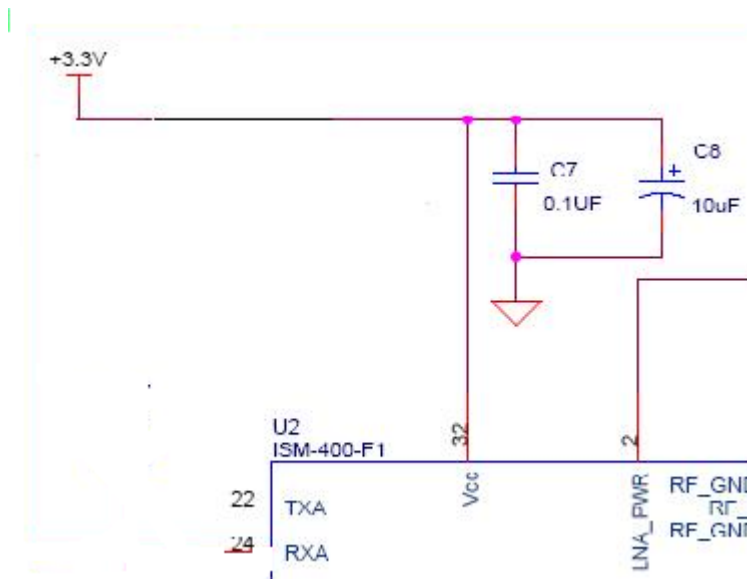 +3.3V
C7
0.1UF
C8
10uF
+
U2
ISM-400-F1
32
2
Vcc
LNA_PWR
22
TXA
24
RXA
RF_GND
RF_
RF_GND